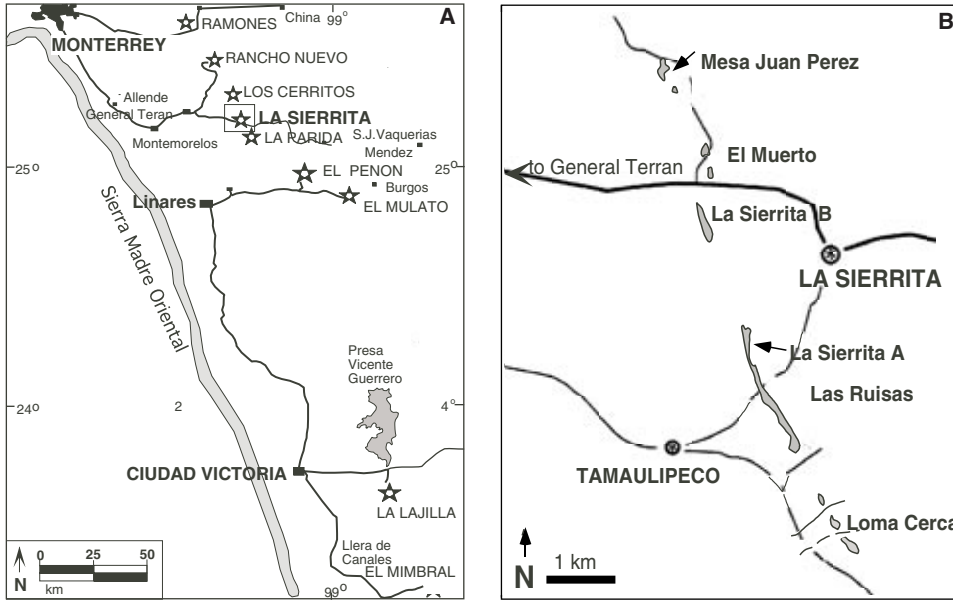 A
China
99°
RAMONES
MONTERREY
RANCHO NUEVO
Allende
LOS CERRITOS
General Teran
LA SIERRITA
Montemorelos
LA PARIDA
S.J.Vaquerias
Mendez
25°
25°
EL PENON
Burgos
EL MULATO
Linares
Sierra Madre Oriental
Presa
Vicente
Guerrero
24°
2
4°
CIUDAD VICTORIA
LA LAJILLA
Llera de
Canales
EL MIMBRAL
99°
0 25 50
km
N
B
Mesa Juan Perez
El Muerto
to General Terran
La Sierrita B
LA SIERRITA
La Sierrita A
Las Ruisas
TAMAULIPECO
Loma Cerca
N
1 km